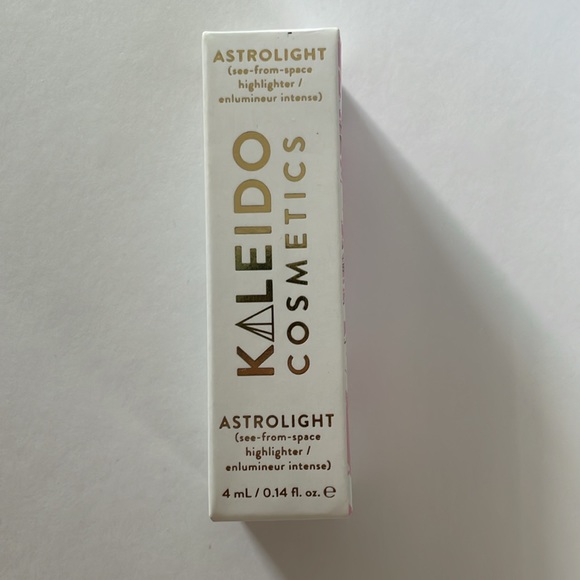 ASTROLIGHT
(see-from-space
highlighter /
enlumineur intense)
KALEIDO
COSMETICS
ASTROLIGHT
(see-from-space
highlighter /
enlumineur intense)
4 mL / 0.14 fl. oz. ℮